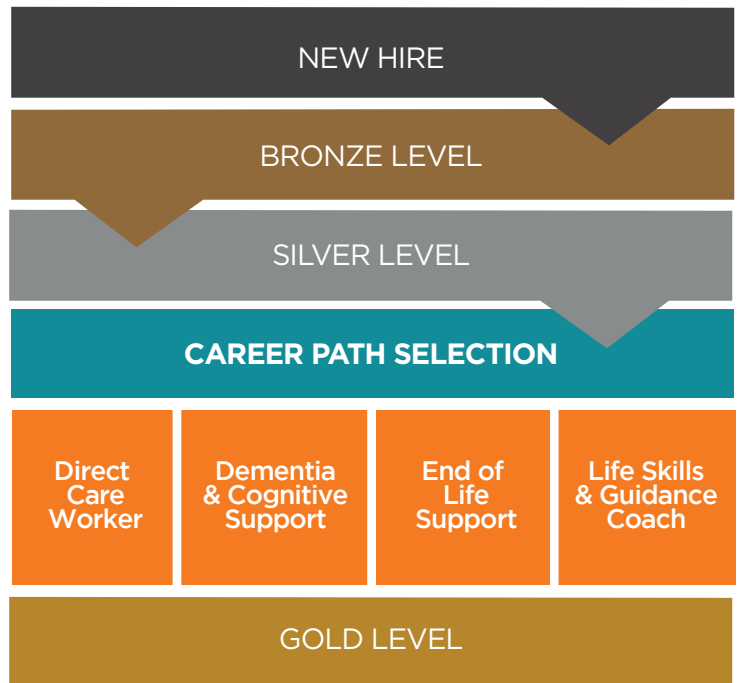 NEW HIRE
BRONZE LEVEL
SILVER LEVEL
CAREER PATH SELECTION
Direct
Care
Worker
Dementia
& Cognitive
Support
End of
Life
Support
Life Skills
& Guidance
Coach
GOLD LEVEL